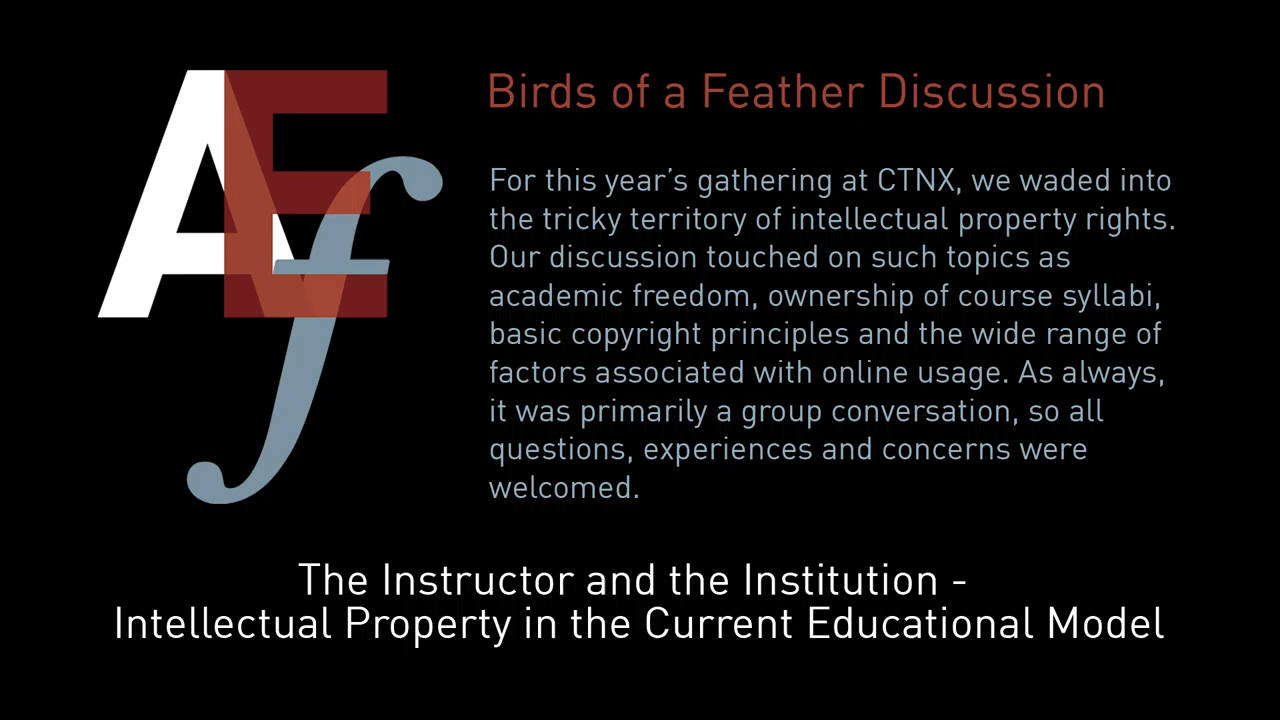 AEf
Birds of a Feather Discussion
For this year’s gathering at CTNX, we waded into
the tricky territory of intellectual property rights.
Our discussion touched on such topics as
academic freedom, ownership of course syllabi,
basic copyright principles and the wide range of
factors associated with online usage. As always,
it was primarily a group conversation, so all
questions, experiences and concerns were
welcomed.
The Instructor and the Institution -
Intellectual Property in the Current Educational Model